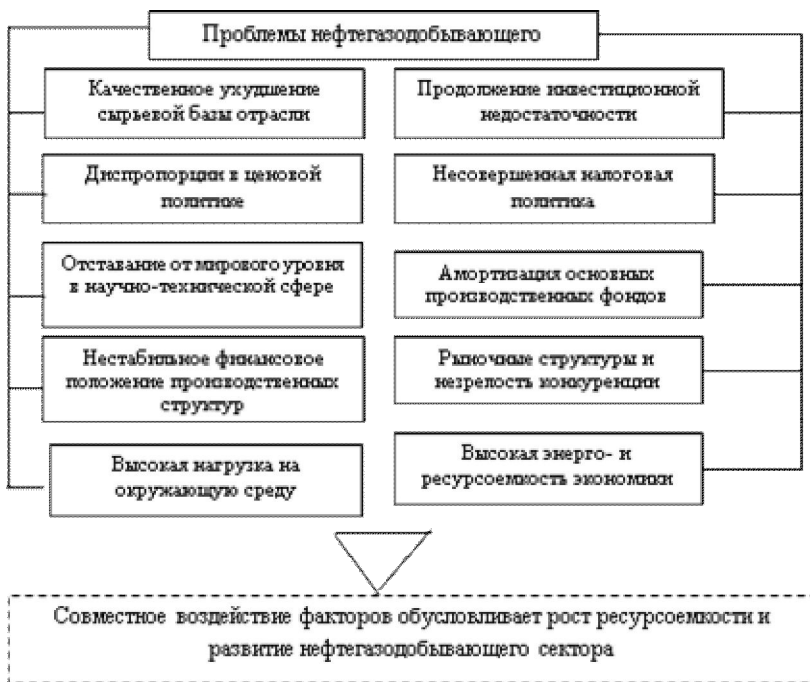 Проблемы нефтегазодобывающего
Качественное ухудшение
сырьевой базы отрасли
Продолжение инвестиционной
недостаточности
Диспропорции в ценовой
политике
Несовершенная налоговая
политика
Отставание от мирового уровня
в научно-технической сфере
Амортизация основных
производственных фондов
Нестабильное финансовое
положение производственных
структур
Рыночные структуры и
незрелость конкуренции
Высокая нагрузка на
окружающую среду
Высокая энерго- и
ресурсоемкость экономики
Совместное воздействие факторов обусловливает рост ресурсоемкости и
развитие нефтегазодобывающего сектора